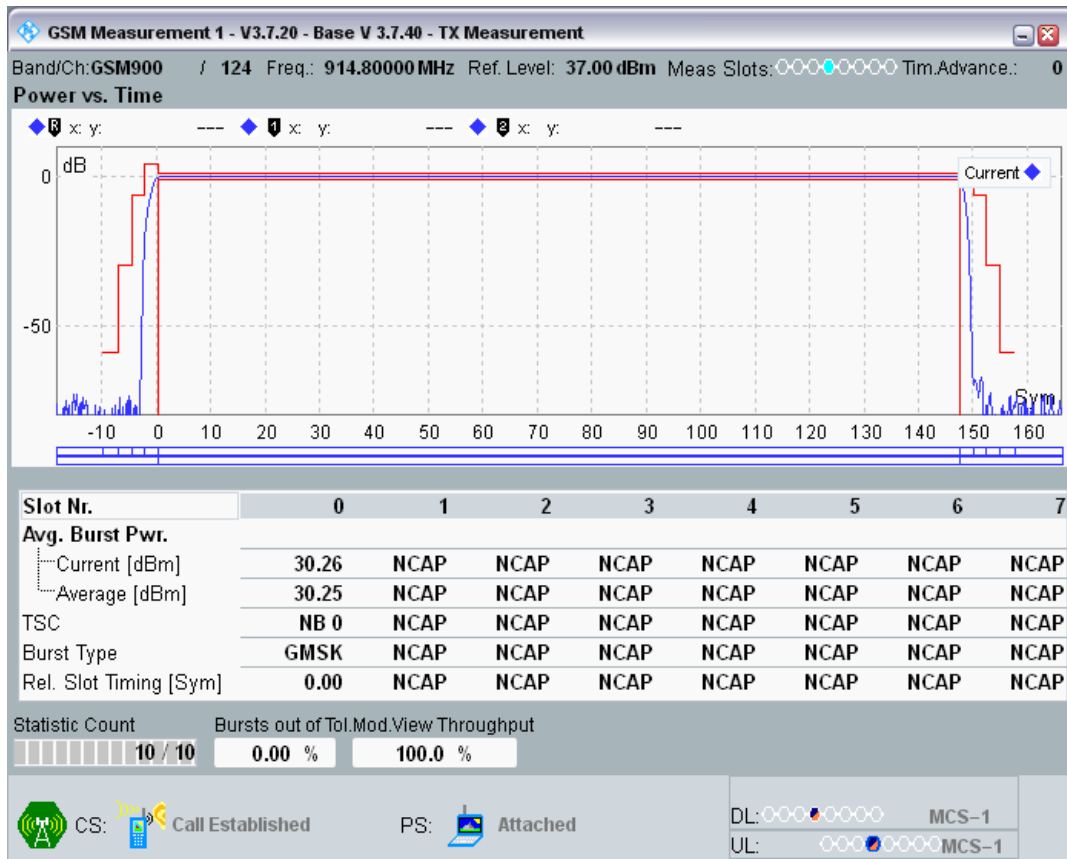 GSM Measurement 1 - V3.7.20 - Base V 3.7.40 - TX Measurement
Band/Ch:GSM900 / 124 Freq.: 914.80000 MHz Ref. Level: 37.00 dBm Meas Slots: Tim.Advance.: 0
Power vs. Time
R x: y: --- 1 x: y: --- 2 x: y: ---
dB
Current
0
-50
Sym
-10 0 10 20 30 40 50 60 70 80 90 100 110 120 130 140 150 160
Slot Nr. 0 1 2 3 4 5 6 7
Avg. Burst Pwr.
Current [dBm] 30.26 NCAP NCAP NCAP NCAP NCAP NCAP NCAP
Average [dBm] 30.25 NCAP NCAP NCAP NCAP NCAP NCAP NCAP
TSC NB 0 NCAP NCAP NCAP NCAP NCAP NCAP NCAP
Burst Type GMSK NCAP NCAP NCAP NCAP NCAP NCAP NCAP
Rel. Slot Timing [Sym] 0.00 NCAP NCAP NCAP NCAP NCAP NCAP NCAP
Statistic Count Bursts out of Tol.Mod.View Throughput
10 / 10 0.00 % 100.0 %
CS: Call Established PS: Attached
DL: MCS-1
UL: MCS-1